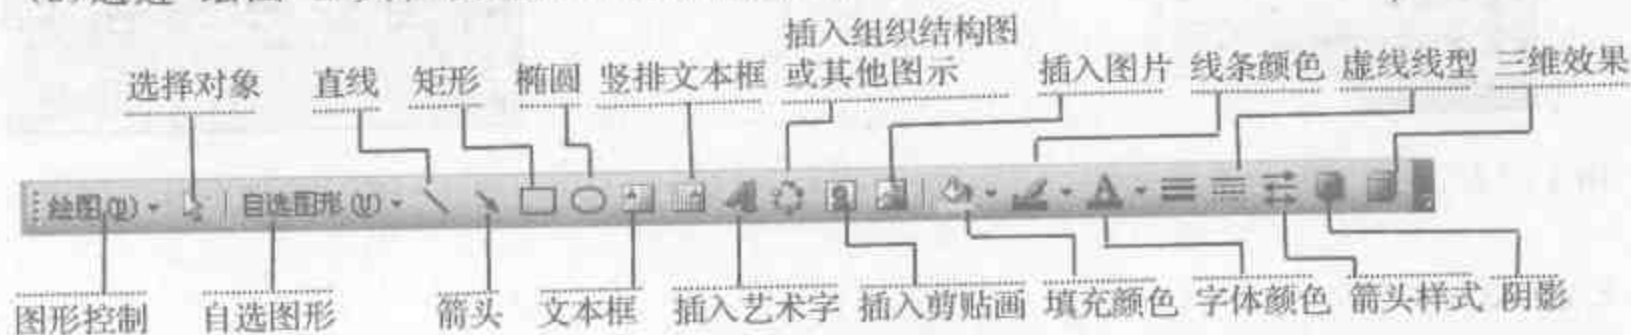 插入组织结构图
或其他图示
选择对象 直线 矩形 椭圆 竖排文本框 插入图片 线条颜色 虚线线型 三维效果
绘图(D) 自选图形(U)
图形控制 自选图形 箭头 文本框 插入艺术字 插入剪贴画 填充颜色 字体颜色 箭头样式 阴影